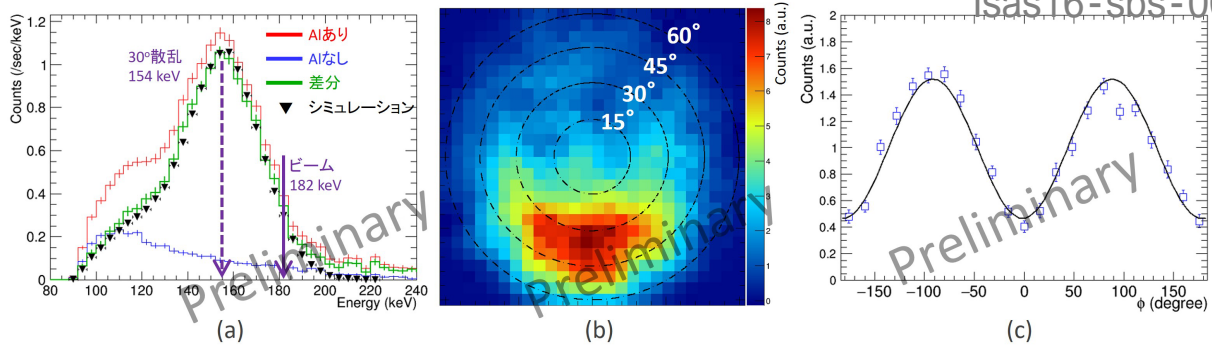 isas16-sbs-00
Counts (/sec/keV)
1.2
1
0.8
0.6
0.4
0.2
0
80 100 120 140 160 180 200 220 240
Energy (keV)
30°散乱
154 keV
Alあり
Alなし
差分
シミュレーション
ビーム
182 keV
Preliminary
(a)
60°
45°
30°
15°
Counts (a.u.)
8
7
6
5
4
3
2
1
0
Preliminary
(b)
Counts (a.u.)
2
1.8
1.6
1.4
1.2
1
0.8
0.6
0.4
0.2
0
−150 −100 −50 0 50 100 150
ϕ (degree)
Preliminary
(c)